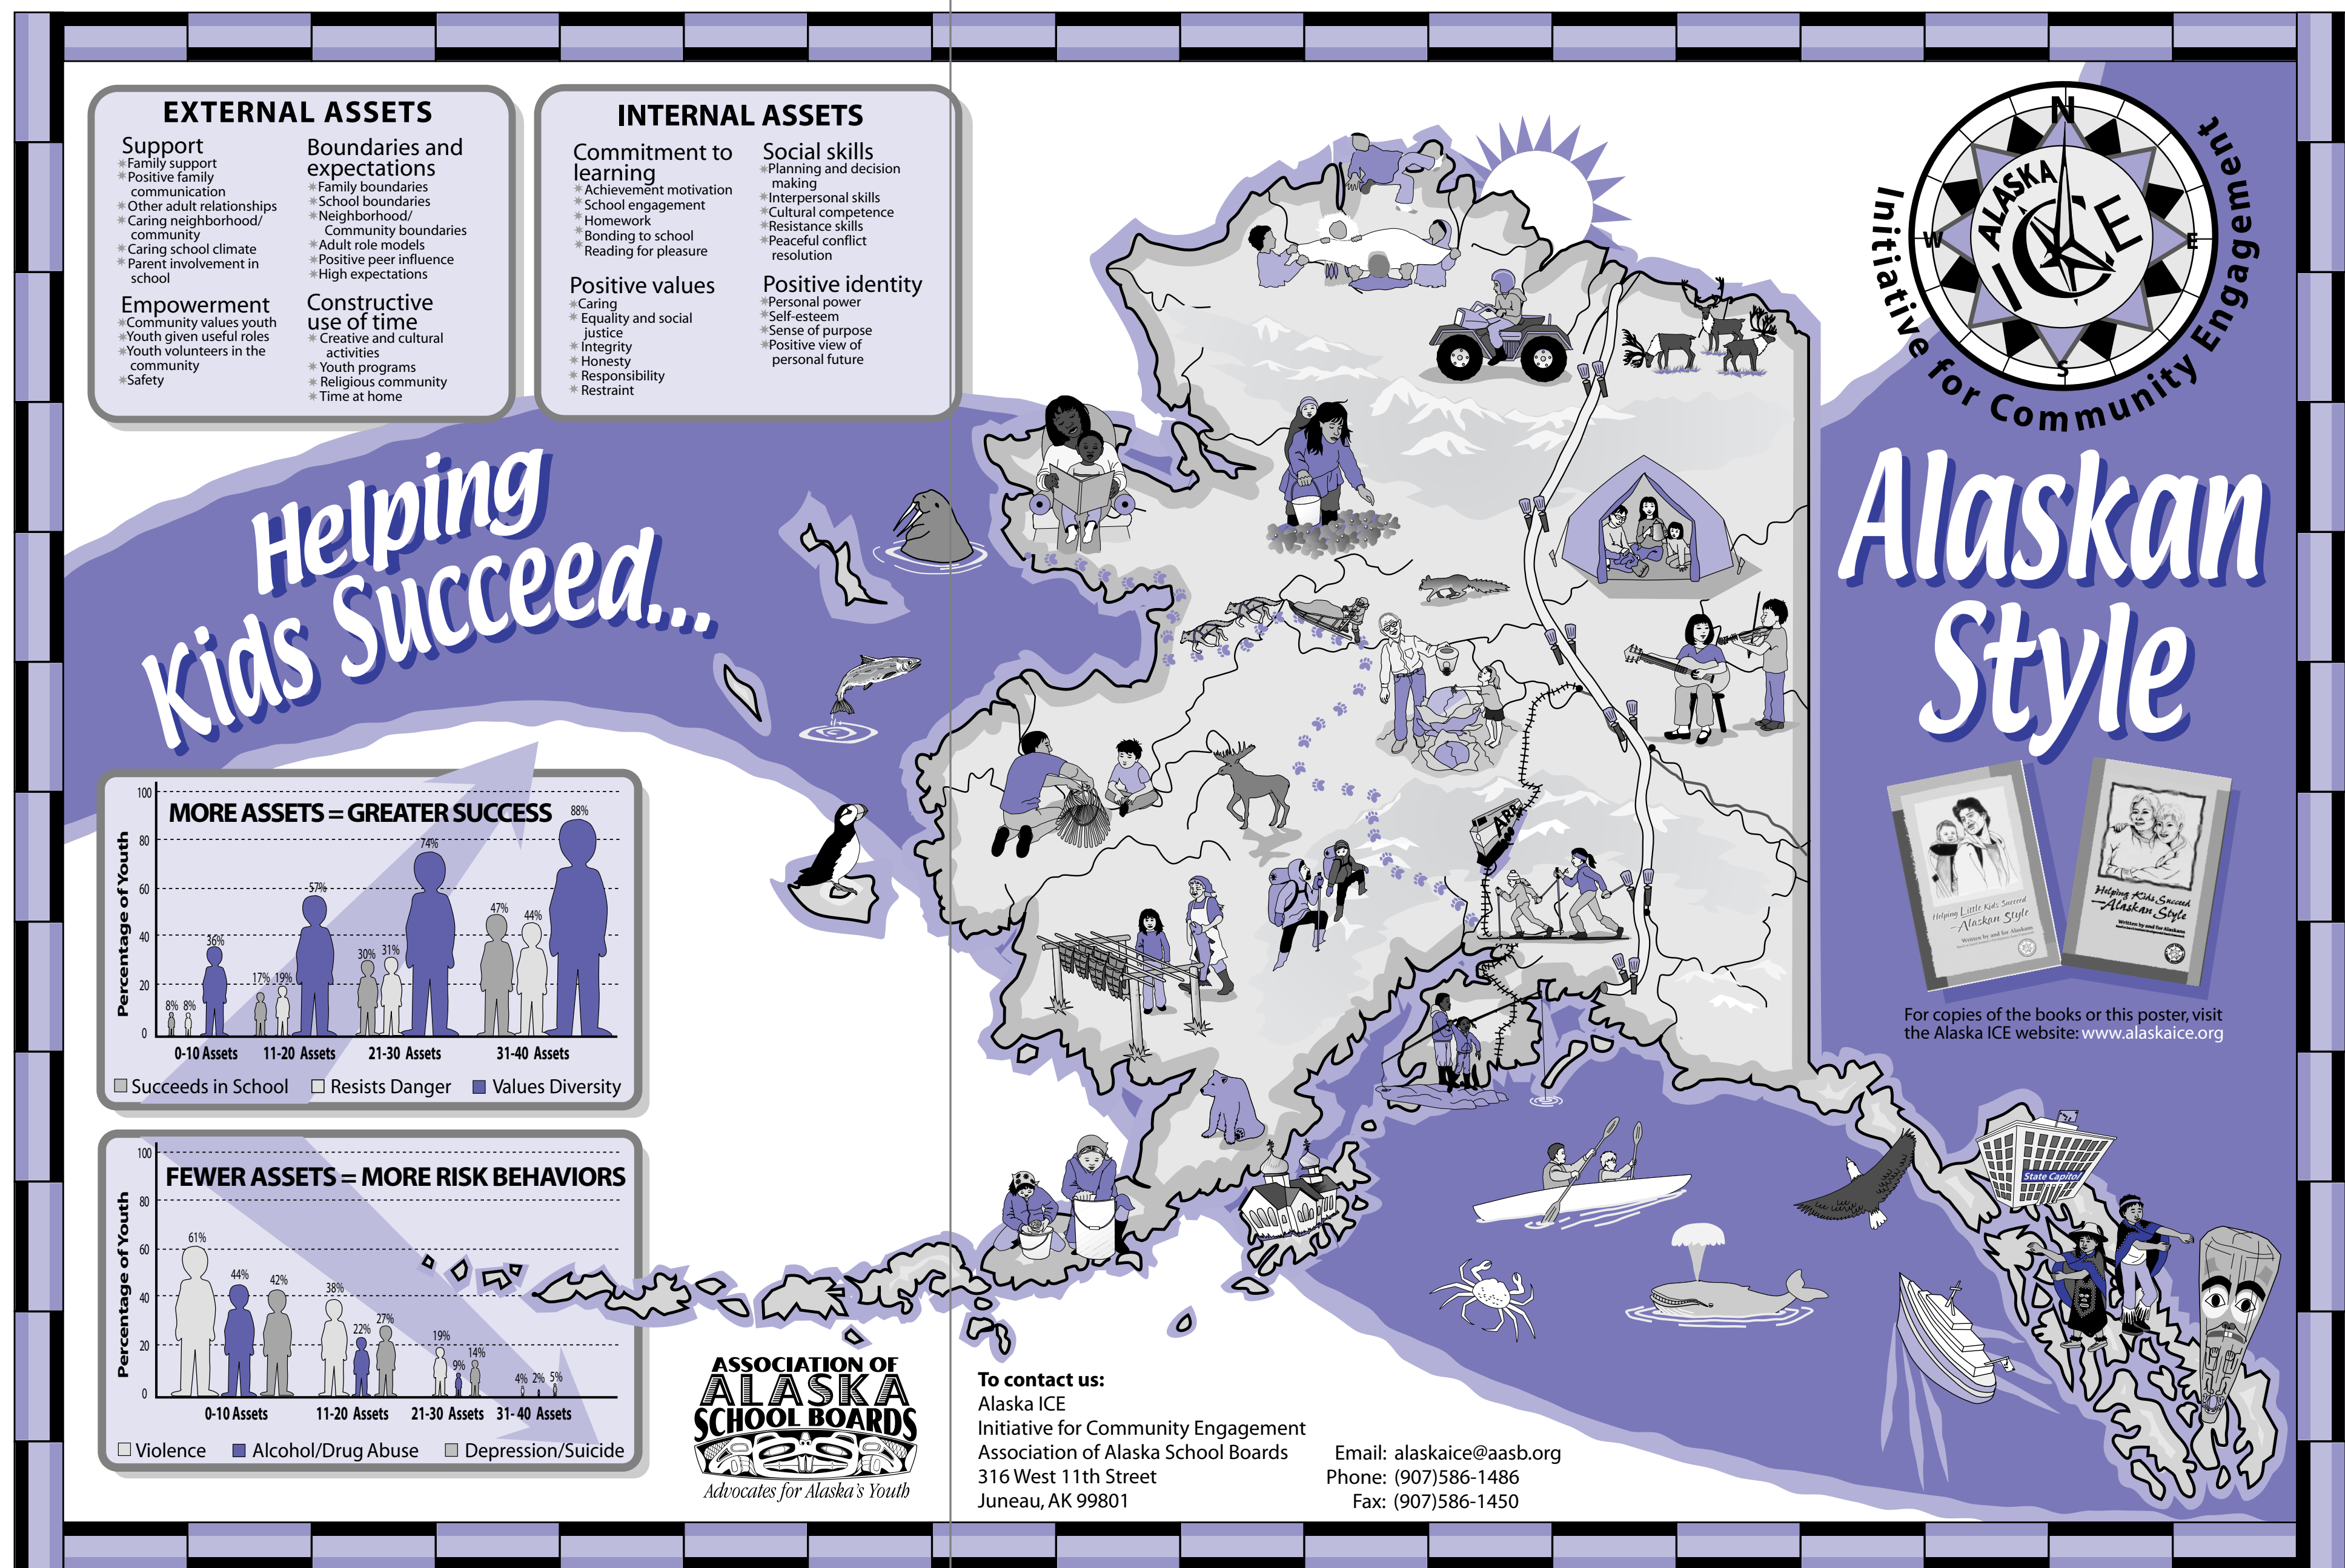 EXTERNAL ASSETS
Support
Family support
Positive family
communication
Other adult relationships
Caring neighborhood/
community
Caring school climate
Parent involvement in
school
Empowerment
Community values youth
Youth given useful roles
Youth volunteers in the
community
Safety
Boundaries and
expectations
Family boundaries
School boundaries
Neighborhood/
Community boundaries
Adult role models
Positive peer influence
High expectations
Constructive
use of time
Creative and cultural
activities
Youth programs
Religious community
Time at home
INTERNAL ASSETS
Commitment to
learning
Achievement motivation
School engagement
Homework
Bonding to school
Reading for pleasure
Positive values
Caring
Equality and social
justice
Integrity
Honesty
Responsibility
Restraint
Social skills
Planning and decision
making
Interpersonal skills
Cultural competence
Resistance skills
Peaceful conflict
resolution
Positive identity
Personal power
Self-esteem
Sense of purpose
Positive view of
personal future
N
W
E
S
ALASKA
ICE
Initiative for Community Engagement
Helping
Kids Succeed...
Alaskan
Style
MORE ASSETS = GREATER SUCCESS
Percentage of Youth
100
80
60
40
20
0
8% 8% 36%
17% 19% 57%
30% 31% 74%
47% 44% 88%
0-10 Assets 11-20 Assets 21-30 Assets 31-40 Assets
Succeeds in School Resists Danger Values Diversity
FEWER ASSETS = MORE RISK BEHAVIORS
Percentage of Youth
100
80
60
40
20
0
61% 44% 42%
38% 22% 27%
19% 9% 14%
4% 2% 5%
0-10 Assets 11-20 Assets 21-30 Assets 31-40 Assets
Violence Alcohol/Drug Abuse Depression/Suicide
ARR
Helping Little Kids Succeed
-Alaskan Style
Written by and for Alaskans
Helping Kids Succeed
-Alaskan Style
Written by and for Alaskans
For copies of the books or this poster, visit
the Alaska ICE website: www.alaskaice.org
State Capitol
ASSOCIATION OF
ALASKA
SCHOOL BOARDS
Advocates for Alaska's Youth
To contact us:
Alaska ICE
Initiative for Community Engagement
Association of Alaska School Boards
316 West 11th Street
Juneau, AK 99801
Email: alaskaice@aasb.org
Phone: (907)586-1486
Fax: (907)586-1450